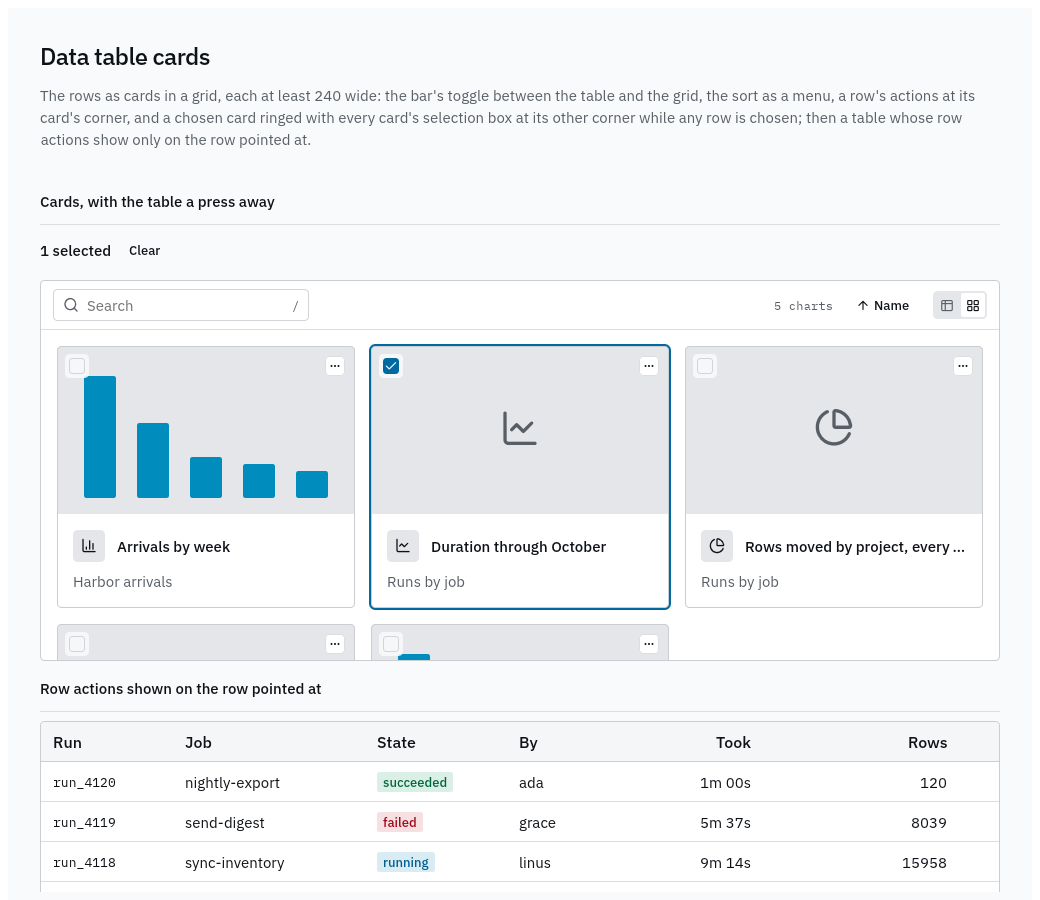 Data table cards
The rows as cards in a grid, each at least 240 wide: the bar's toggle between the table and the grid, the sort as a menu, a row's actions at its
card's corner, and a chosen card ringed with every card's selection box at its other corner while any row is chosen; then a table whose row
actions show only on the row pointed at.
Cards, with the table a press away
1 selected Clear
Search / 5 charts Name
Arrivals by week
Harbor arrivals
Duration through October
Runs by job
Rows moved by project, every ...
Runs by job
Row actions shown on the row pointed at
Run Job State By Took Rows
run_4120 nightly-export succeeded ada 1m 00s 120
run_4119 send-digest failed grace 5m 37s 8039
run_4118 sync-inventory running linus 9m 14s 15958